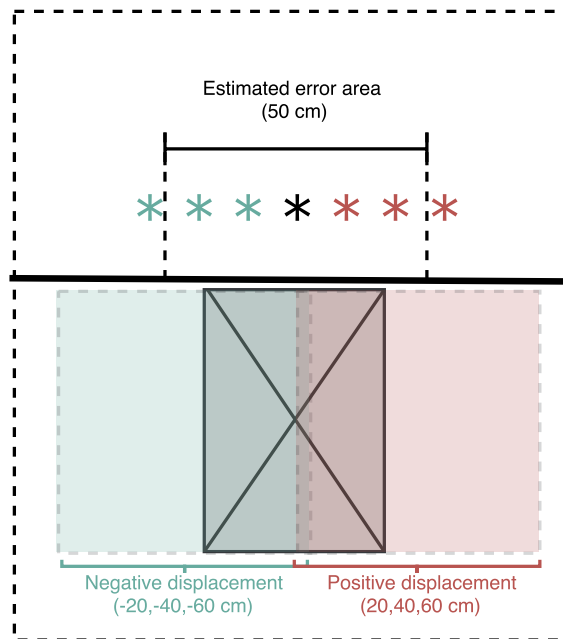 Estimated error area
(50 cm)
Negative displacement
(-20,-40,-60 cm)
Positive displacement
(20,40,60 cm)